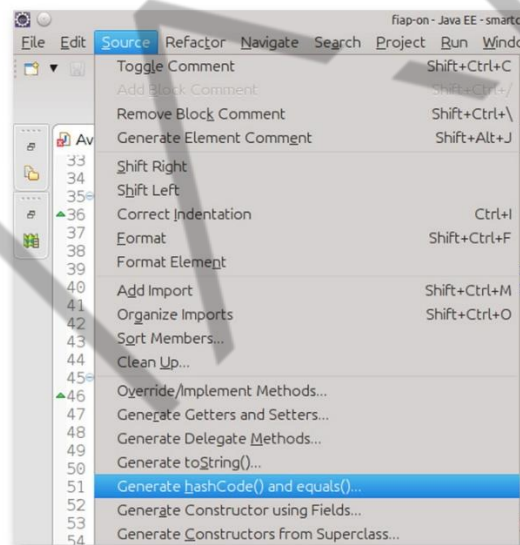 fiap-on - Java EE - smartc
File Edit Source Refactor Navigate Search Project Run Windo
Toggle Comment Shift+Ctrl+C
Add Block Comment Shift+Ctrl+/
Remove Block Comment Shift+Ctrl+\
Generate Element Comment Shift+Alt+J
Av
33
34
35
36
37
38
39
40
41
42
43
44
45
46
47
48
49
50
51
52
53
54
Shift Right
Shift Left
Correct Indentation Ctrl+I
Format Shift+Ctrl+F
Format Element
Add Import Shift+Ctrl+M
Organize Imports Shift+Ctrl+O
Sort Members...
Clean Up...
Override/Implement Methods...
Generate Getters and Setters...
Generate Delegate Methods...
Generate toString()...
Generate hashCode() and equals()...
Generate Constructor using Fields...
Generate Constructors from Superclass...